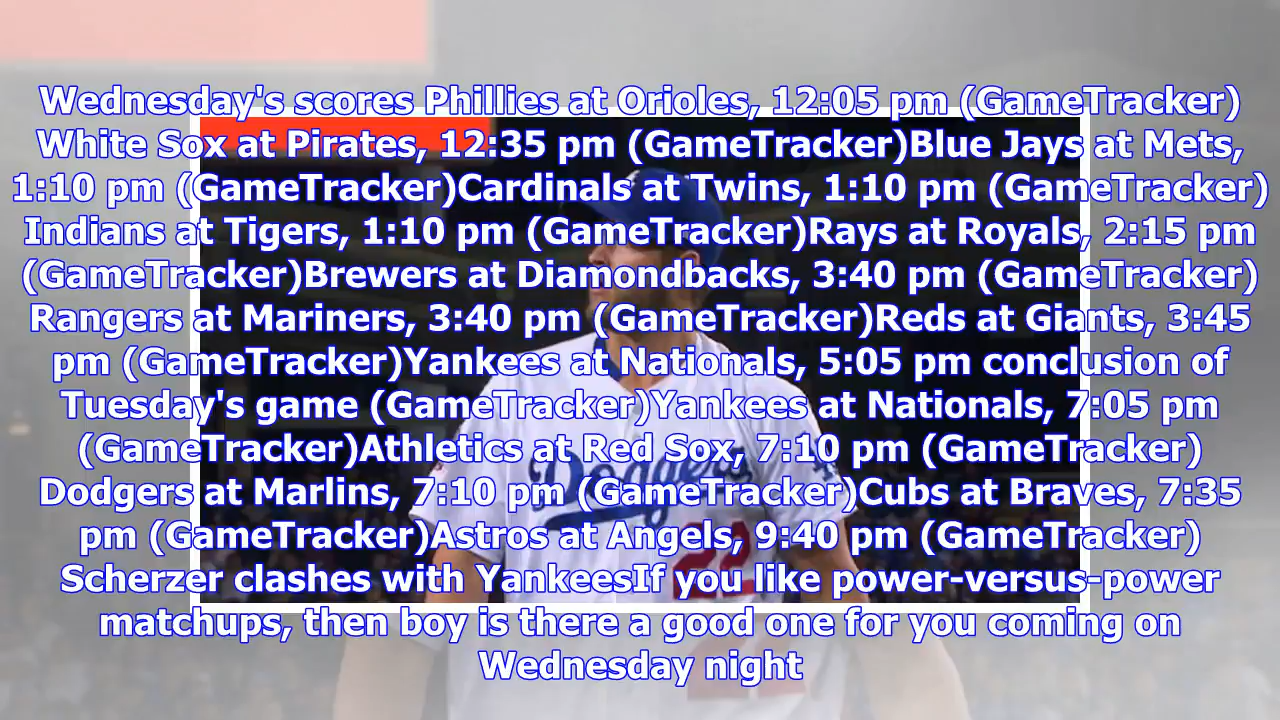 Wednesday's scores Phillies at Orioles, 12:05 pm (GameTracker)
White Sox at Pirates, 12:35 pm (GameTracker)Blue Jays at Mets,
1:10 pm (GameTracker)Cardinals at Twins, 1:10 pm (GameTracker)
Indians at Tigers, 1:10 pm (GameTracker)Rays at Royals, 2:15 pm
(GameTracker)Brewers at Diamondbacks, 3:40 pm (GameTracker)
Rangers at Mariners, 3:40 pm (GameTracker)Reds at Giants, 3:45
pm (GameTracker)Yankees at Nationals, 5:05 pm conclusion of
Tuesday's game (GameTracker)Yankees at Nationals, 7:05 pm
(GameTracker)Athletics at Red Sox, 7:10 pm (GameTracker)
Dodgers at Marlins, 7:10 pm (GameTracker)Cubs at Braves, 7:35
pm (GameTracker)Astros at Angels, 9:40 pm (GameTracker)
Scherzer clashes with YankeesIf you like power-versus-power
matchups, then boy is there a good one for you coming on
Wednesday night
Dodgers
22